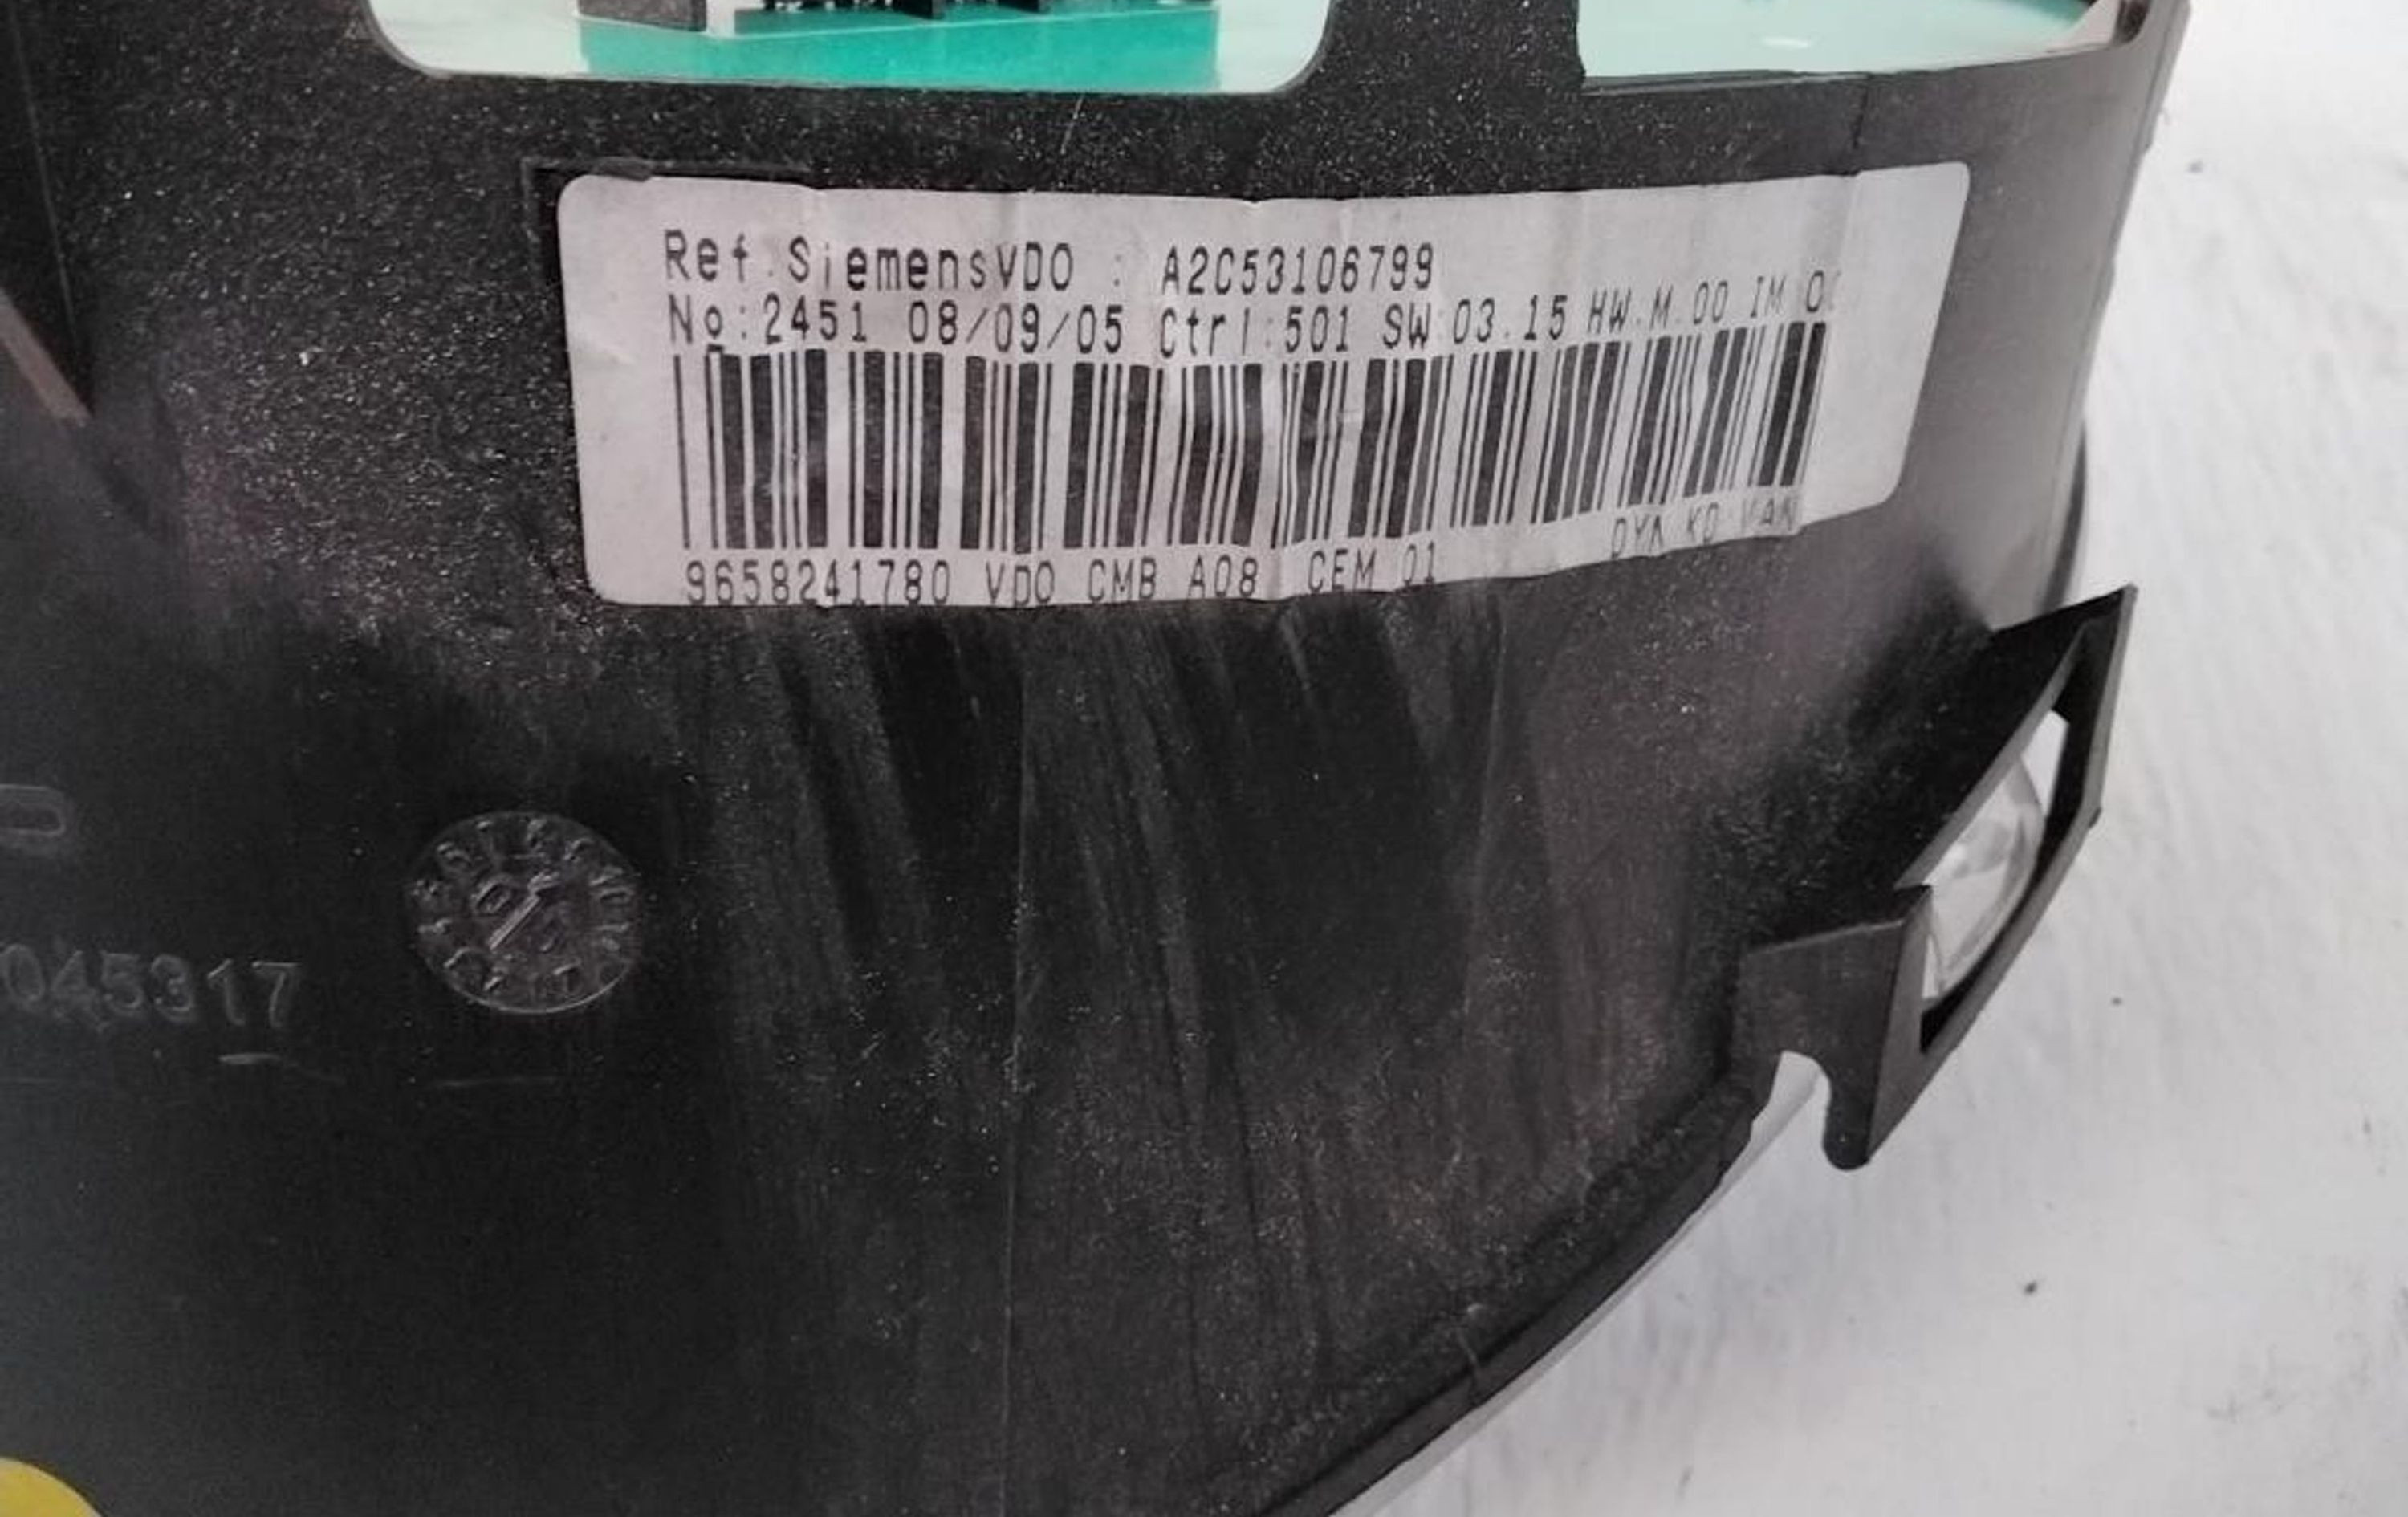 Ref.SiemensVDO : A2C53106799
No:2451 08/09/05 Ctrl:501 SW:03.15 HW.M.00 IM
9658241780 VDO CMB A08 CEM 01 DYN KD VAN
045317